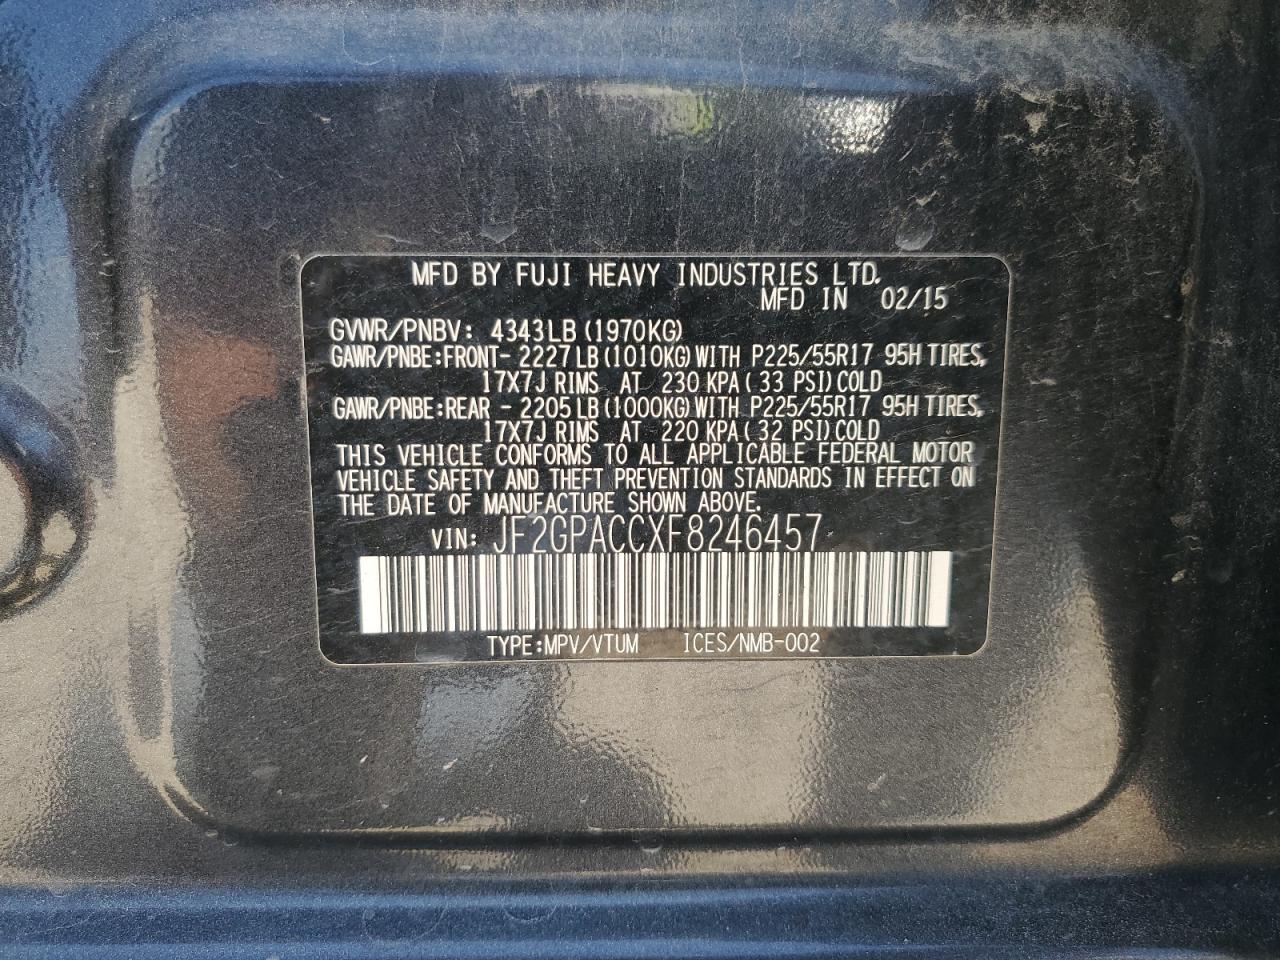 MFD BY FUJI HEAVY INDUSTRIES LTD.
MFD IN 02/15
GVWR/PNBV: 4343LB (1970KG)
GAWR/PNBE:FRONT- 2227LB (1010KG) WITH P225/55R17 95H TIRES,
17X7J RIMS AT 230 KPA (33 PSI) COLD
GAWR/PNBE:REAR - 2205LB (1000KG) WITH P225/55R17 95H TIRES,
17X7J RIMS AT 220 KPA (32 PSI) COLD
THIS VEHICLE CONFORMS TO ALL APPLICABLE FEDERAL MOTOR
VEHICLE SAFETY AND THEFT PREVENTION STANDARDS IN EFFECT ON
THE DATE OF MANUFACTURE SHOWN ABOVE.
VIN: JF2GPACCXF8246457
TYPE:MPV/VTUM ICES/NMB-002